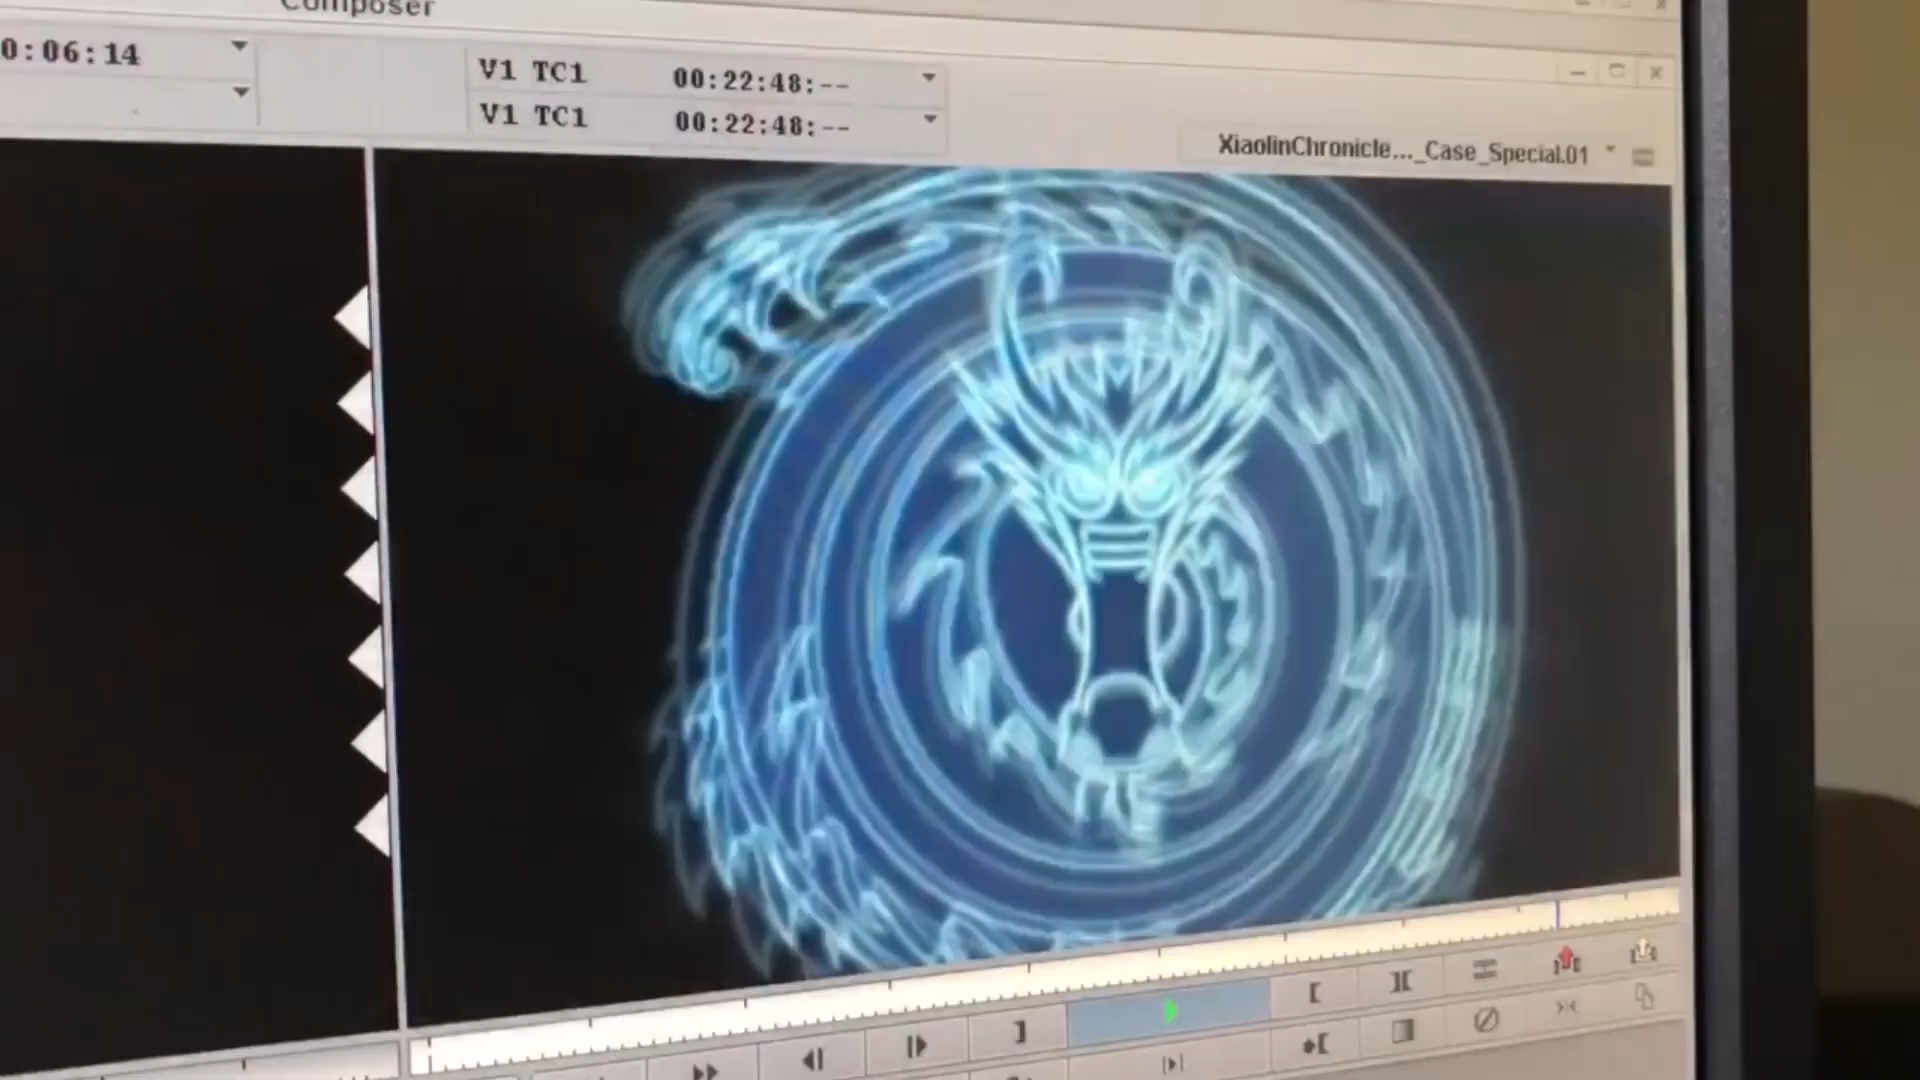 Composer
0:06:14
V1 TC1 00:22:48:--
V1 TC1 00:22:48:--
XiaolinChronicle..._Case_Special.01